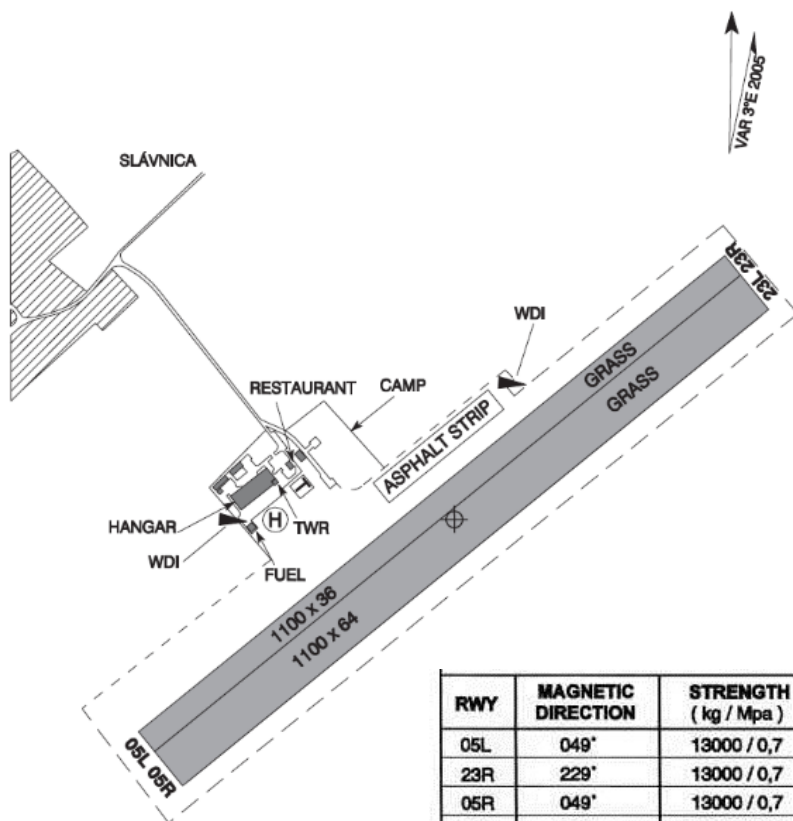 VAR 3°E 2005
SLÁVNICA
23L 23R
WDI
GRASS
GRASS
RESTAURANT
CAMP
ASPHALT STRIP
HANGAR
H
TWR
WDI
FUEL
1100 x 36
1100 x 64
05L 05R
RWY MAGNETIC DIRECTION STRENGTH ( kg / Mpa )
05L 049° 13000 / 0,7
23R 229° 13000 / 0,7
05R 049° 13000 / 0,7